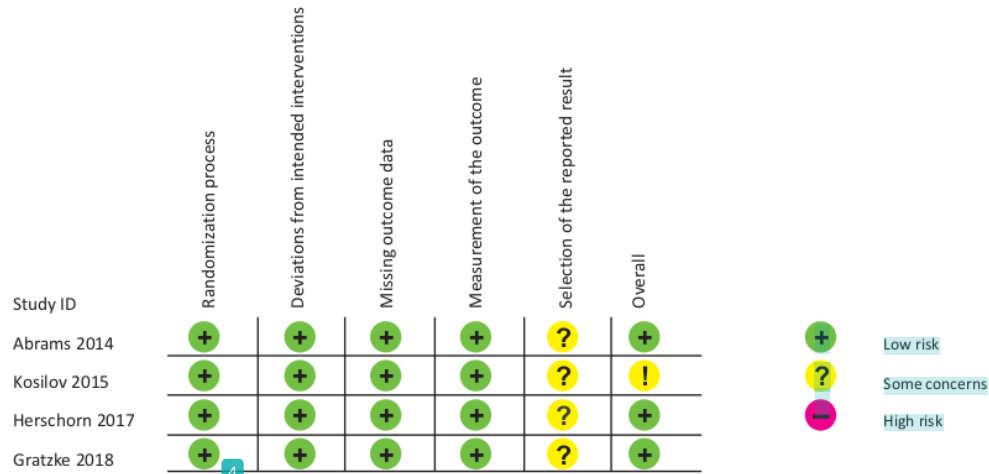 Randomization process
Deviations from intended interventions
Missing outcome data
Measurement of the outcome
Selection of the reported result
Overall
Study ID
Abrams 2014 + + + + ? +
Kosilov 2015 + + + + ? !
Herschorn 2017 + + + + ? +
Gratzke 2018 + + + + ? +
4
+ Low risk
? Some concerns
− High risk